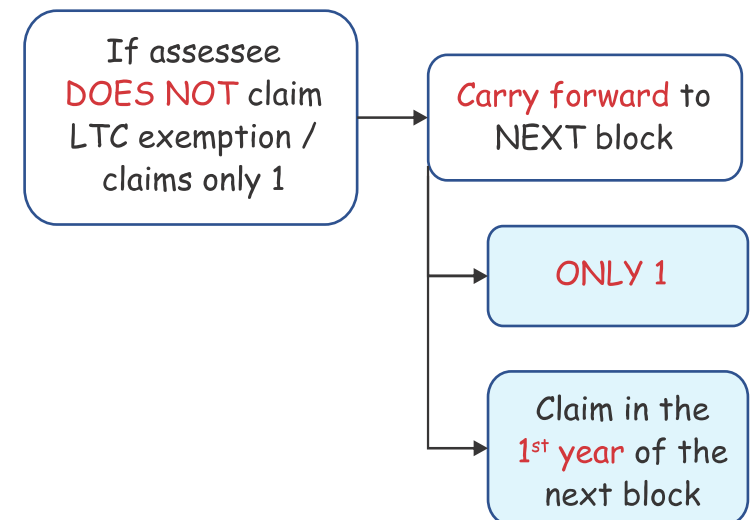 If assessee
DOES NOT claim
LTC exemption /
claims only 1
Carry forward to
NEXT block
ONLY 1
Claim in the
1st year of the
next block